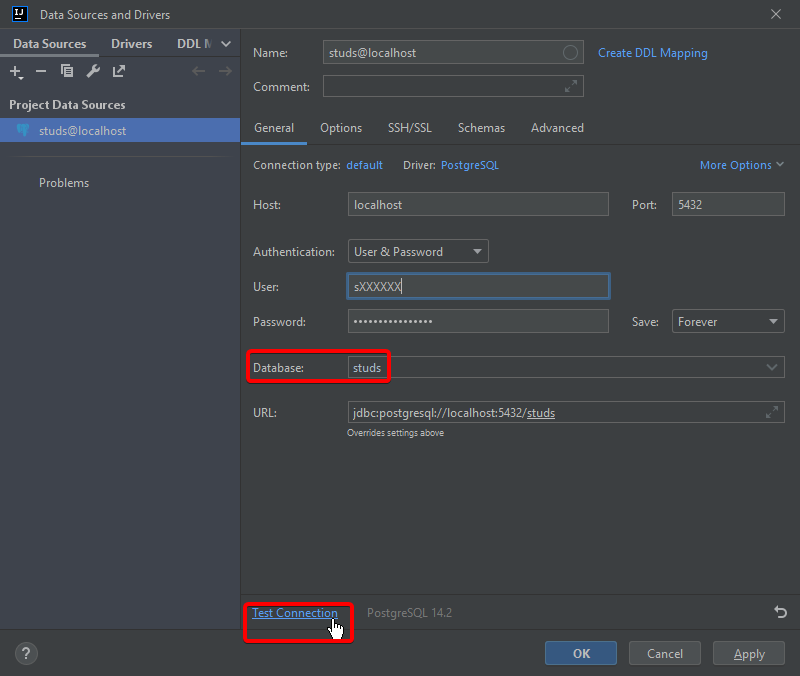 Data Sources and Drivers
Data Sources Drivers DDL M
Project Data Sources
studs@localhost
Problems
Name: studs@localhost Create DDL Mapping
Comment:
General Options SSH/SSL Schemas Advanced
Connection type: default Driver: PostgreSQL More Options
Host: localhost Port: 5432
Authentication: User & Password
User: sXXXXXX
Password: •••••••••••••••• Save: Forever
Database: studs
URL: jdbc:postgresql://localhost:5432/studs
Overrides settings above
Test Connection PostgreSQL 14.2
? OK Cancel Apply